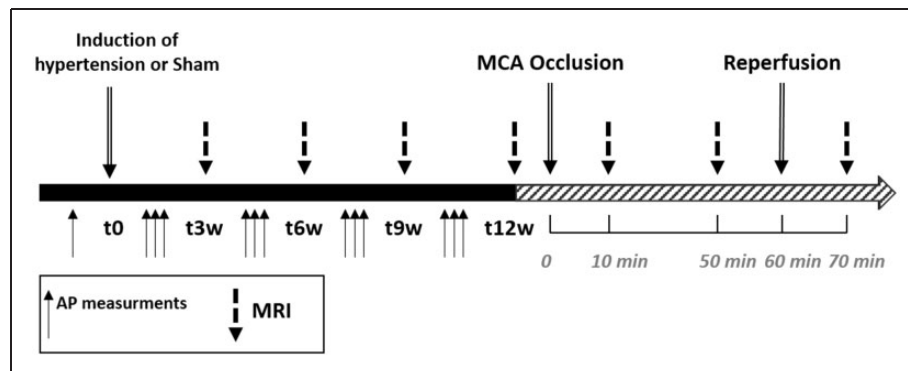 Induction of
hypertension or Sham
MCA Occlusion
Reperfusion
t0
t3w
t6w
t9w
t12w
0
10 min
50 min
60 min
70 min
AP measurments
MRI